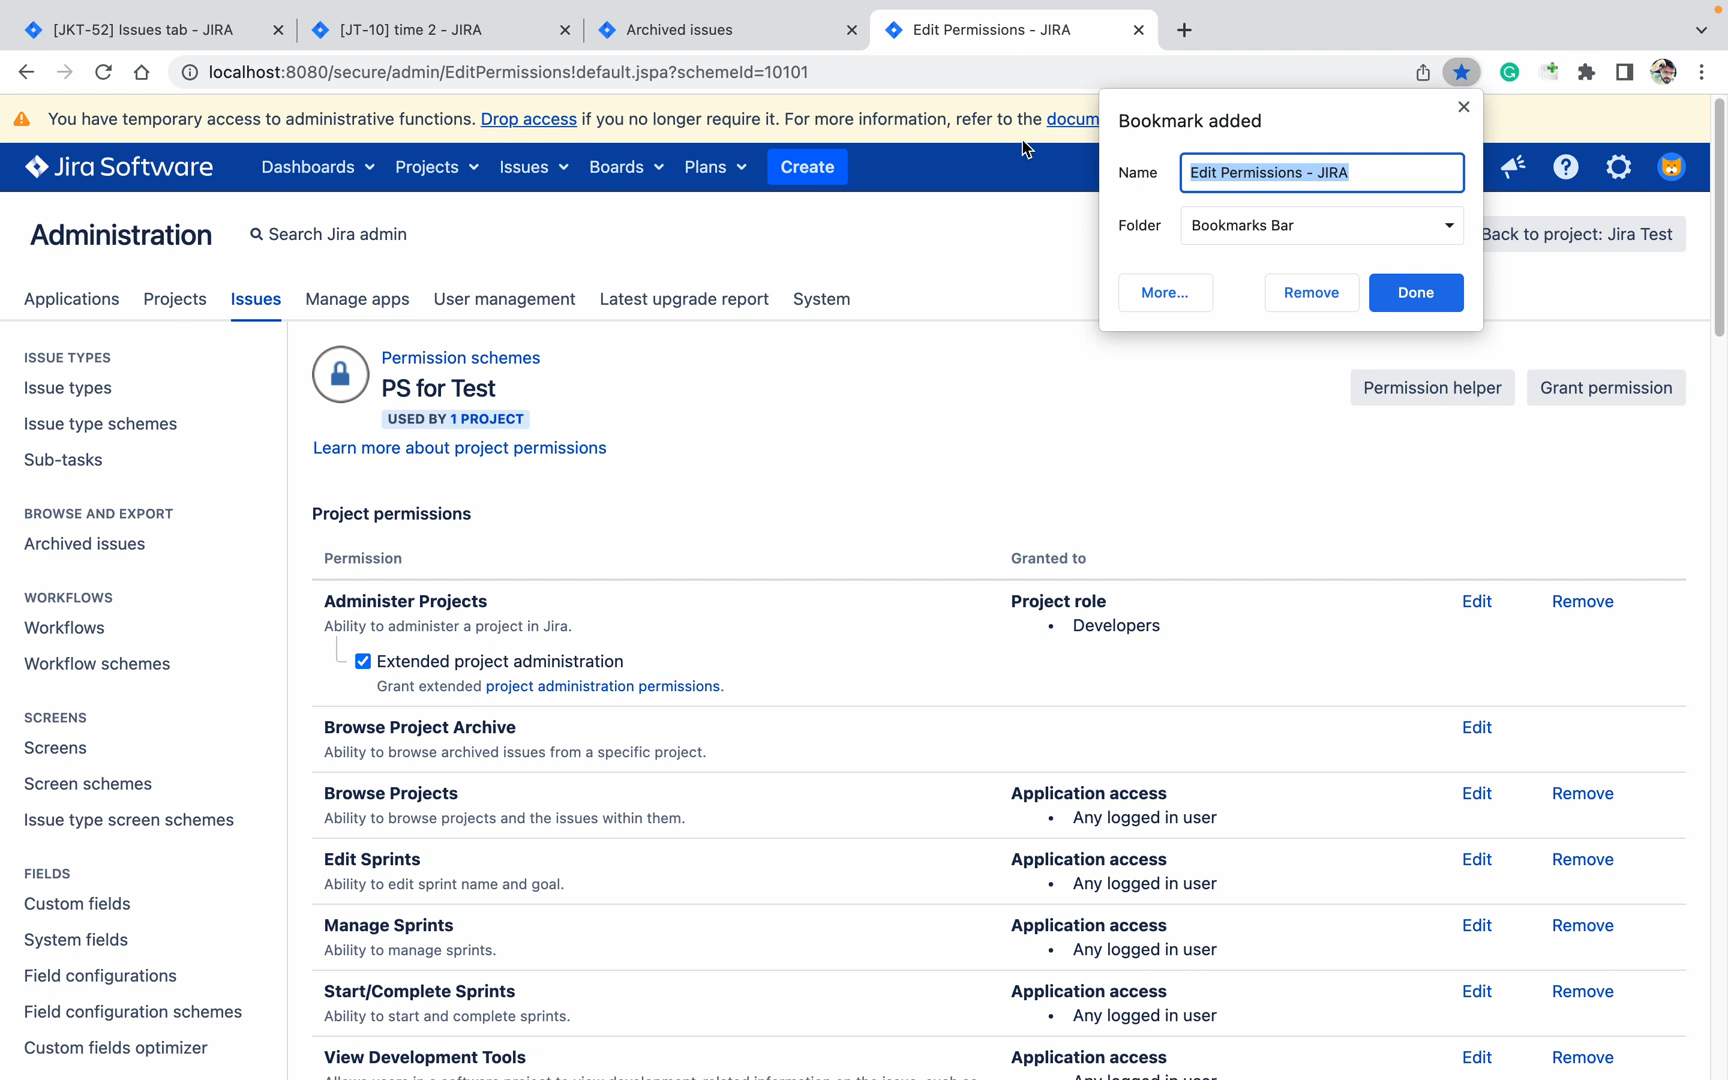 [JKT-52] Issues tab - JIRA
[JT-10] time 2 - JIRA
Archived issues
Edit Permissions - JIRA
localhost:8080/secure/admin/EditPermissions!default.jspa?schemeId=10101
You have temporary access to administrative functions. Drop access if you no longer require it. For more information, refer to the docum
Bookmark added
Name Edit Permissions - JIRA
Folder Bookmarks Bar
More... Remove Done
Jira Software Dashboards Projects Issues Boards Plans Create
Administration Search Jira admin Back to project: Jira Test
Applications Projects Issues Manage apps User management Latest upgrade report System
ISSUE TYPES
Issue types
Issue type schemes
Sub-tasks
BROWSE AND EXPORT
Archived issues
WORKFLOWS
Workflows
Workflow schemes
SCREENS
Screens
Screen schemes
Issue type screen schemes
FIELDS
Custom fields
System fields
Field configurations
Field configuration schemes
Custom fields optimizer
Permission schemes
PS for Test
USED BY 1 PROJECT
Permission helper Grant permission
Learn more about project permissions
Project permissions
Permission Granted to
Administer Projects Project role Edit Remove
Ability to administer a project in Jira. • Developers
Extended project administration
Grant extended project administration permissions.
Browse Project Archive Edit
Ability to browse archived issues from a specific project.
Browse Projects Application access Edit Remove
Ability to browse projects and the issues within them. • Any logged in user
Edit Sprints Application access Edit Remove
Ability to edit sprint name and goal. • Any logged in user
Manage Sprints Application access Edit Remove
Ability to manage sprints. • Any logged in user
Start/Complete Sprints Application access Edit Remove
Ability to start and complete sprints. • Any logged in user
View Development Tools Application access Edit Remove